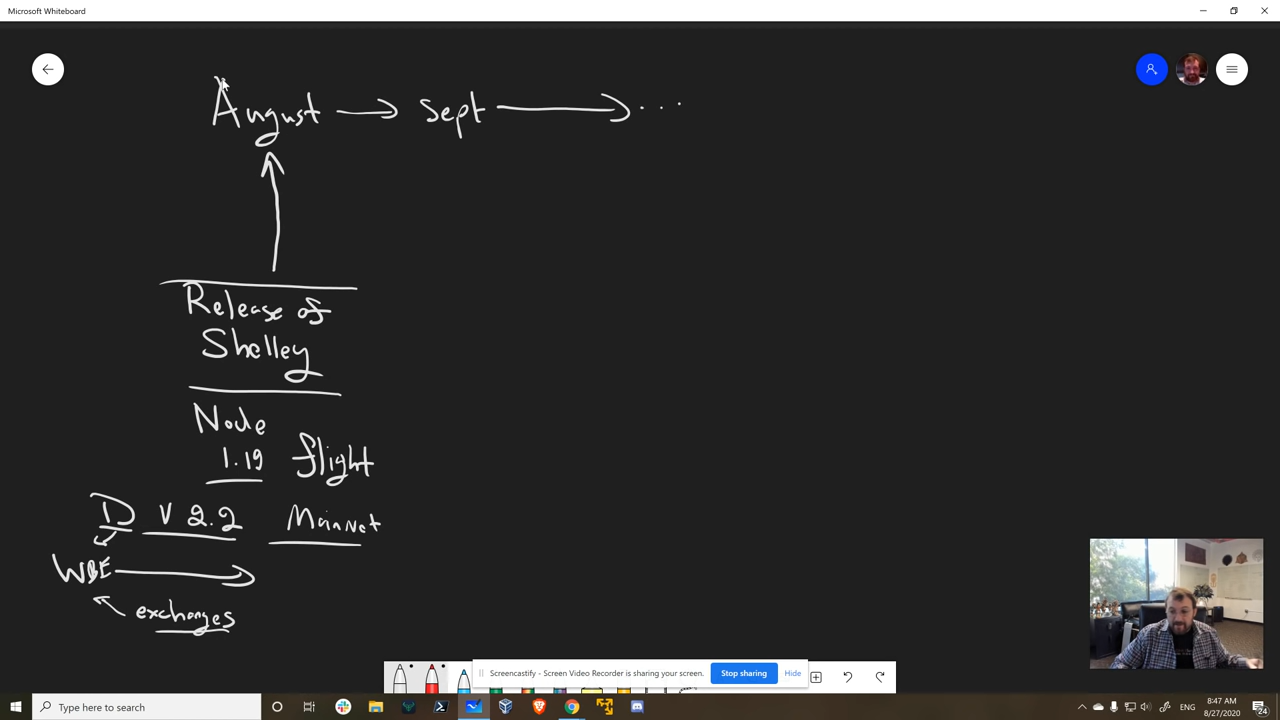 Microsoft Whiteboard
August → Sept → ...
Release of
Shelley
Node
1.19 flight
D V 2.2 Mainnet
WBE →
exchanges
Screencastify - Screen Video Recorder is sharing your screen. Stop sharing Hide
Type here to search
ENG 8:47 AM
8/27/2020
24